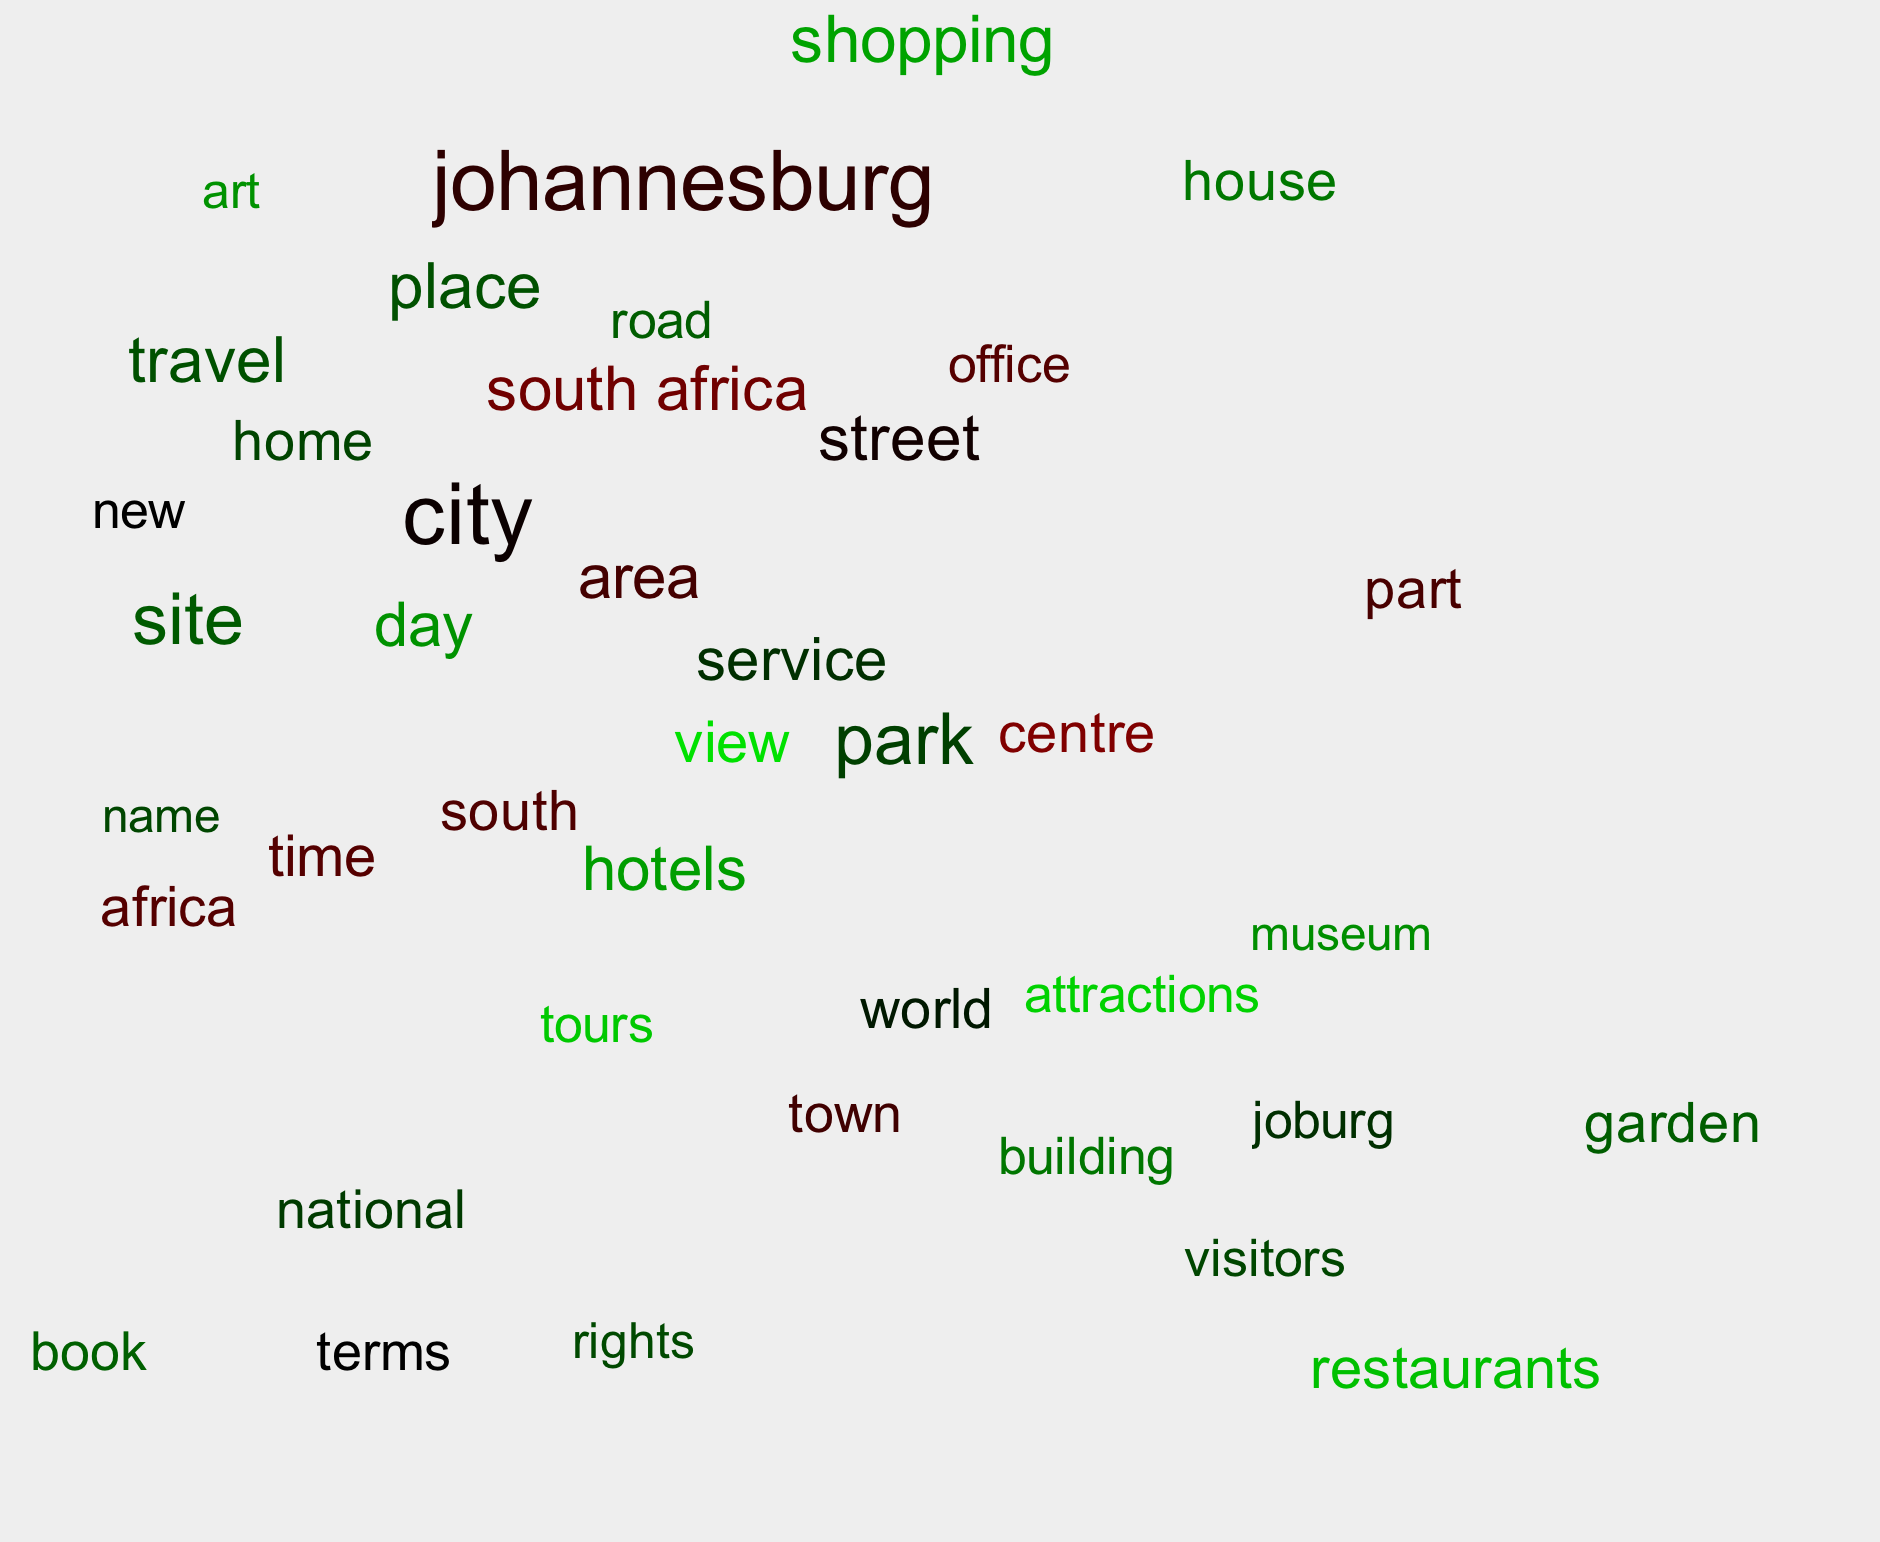 shopping
johannesburg
house
art
place
road
travel
office
south africa
street
home
new
city
area
part
site
day
service
view
park
centre
south
name
time
hotels
africa
museum
attractions
world
tours
town
joburg
garden
building
national
visitors
rights
book
terms
restaurants